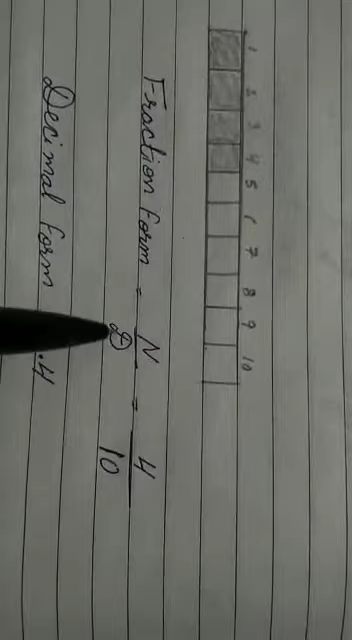 1 2 3 4 5 6 7 8 9 10
Fraction form = N/D = 4/10
Decimal form .4